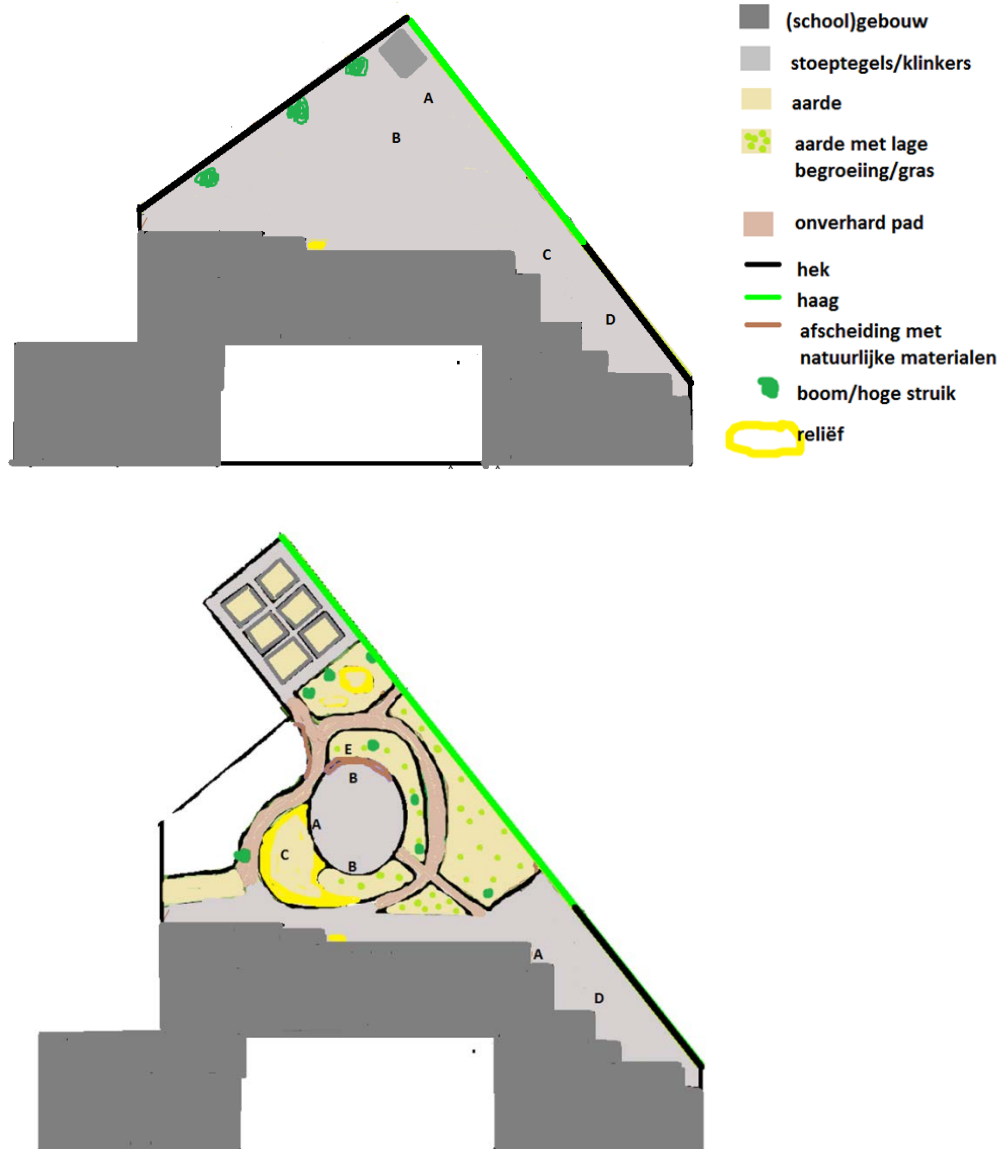 (school)gebouw
stoeptegels/klinkers
aarde
aarde met lage
begroeiing/gras
onverhard pad
hek
haag
afscheiding met
natuurlijke materialen
boom/hoge struik
reliëf
A
B
C
D
E
B
A
C
B
A
D